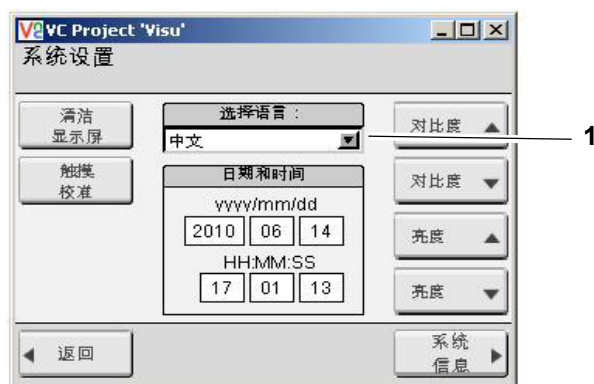 VC Project 'Visu'
系统设置
清洁
显示屏
选择语言：
中文
对比度
1
触摸
校准
日期和时间
对比度
yyyy/mm/dd
2010 06 14
亮度
HH:MM:SS
17 01 13
亮度
返回
系统
信息